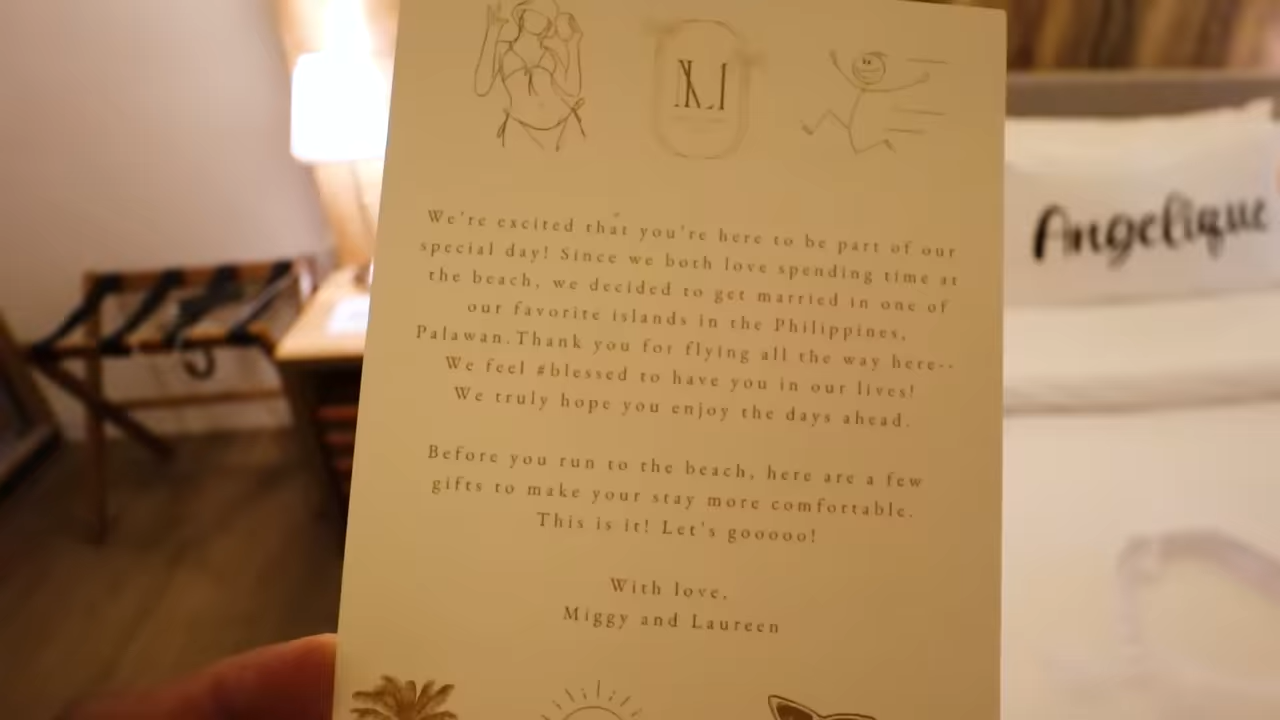 We're excited that you're here to be part of our
special day! Since we both love spending time at
the beach, we decided to get married in one of
our favorite islands in the Philippines,
Palawan.Thank you for flying all the way here--
We feel #blessed to have you in our lives!
We truly hope you enjoy the days ahead.
Before you run to the beach, here are a few
gifts to make your stay more comfortable.
This is it! Let's gooooo!
With love,
Miggy and Laureen
Angelique